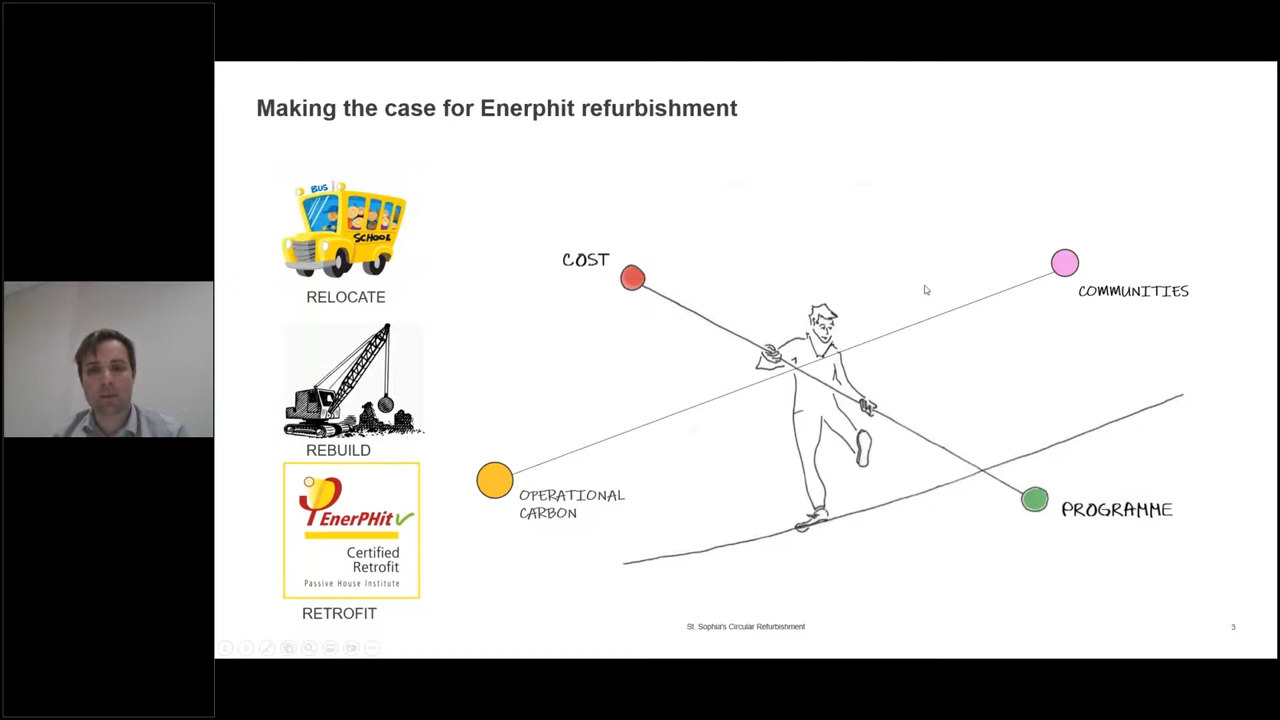 Making the case for Enerphit refurbishment
BUS
SCHOOL
RELOCATE
REBUILD
EnerPHit
Certified
Retrofit
Passive House Institute
RETROFIT
COST
COMMUNITIES
OPERATIONAL
CARBON
PROGRAMME
St. Sophia's Circular Refurbishment
3